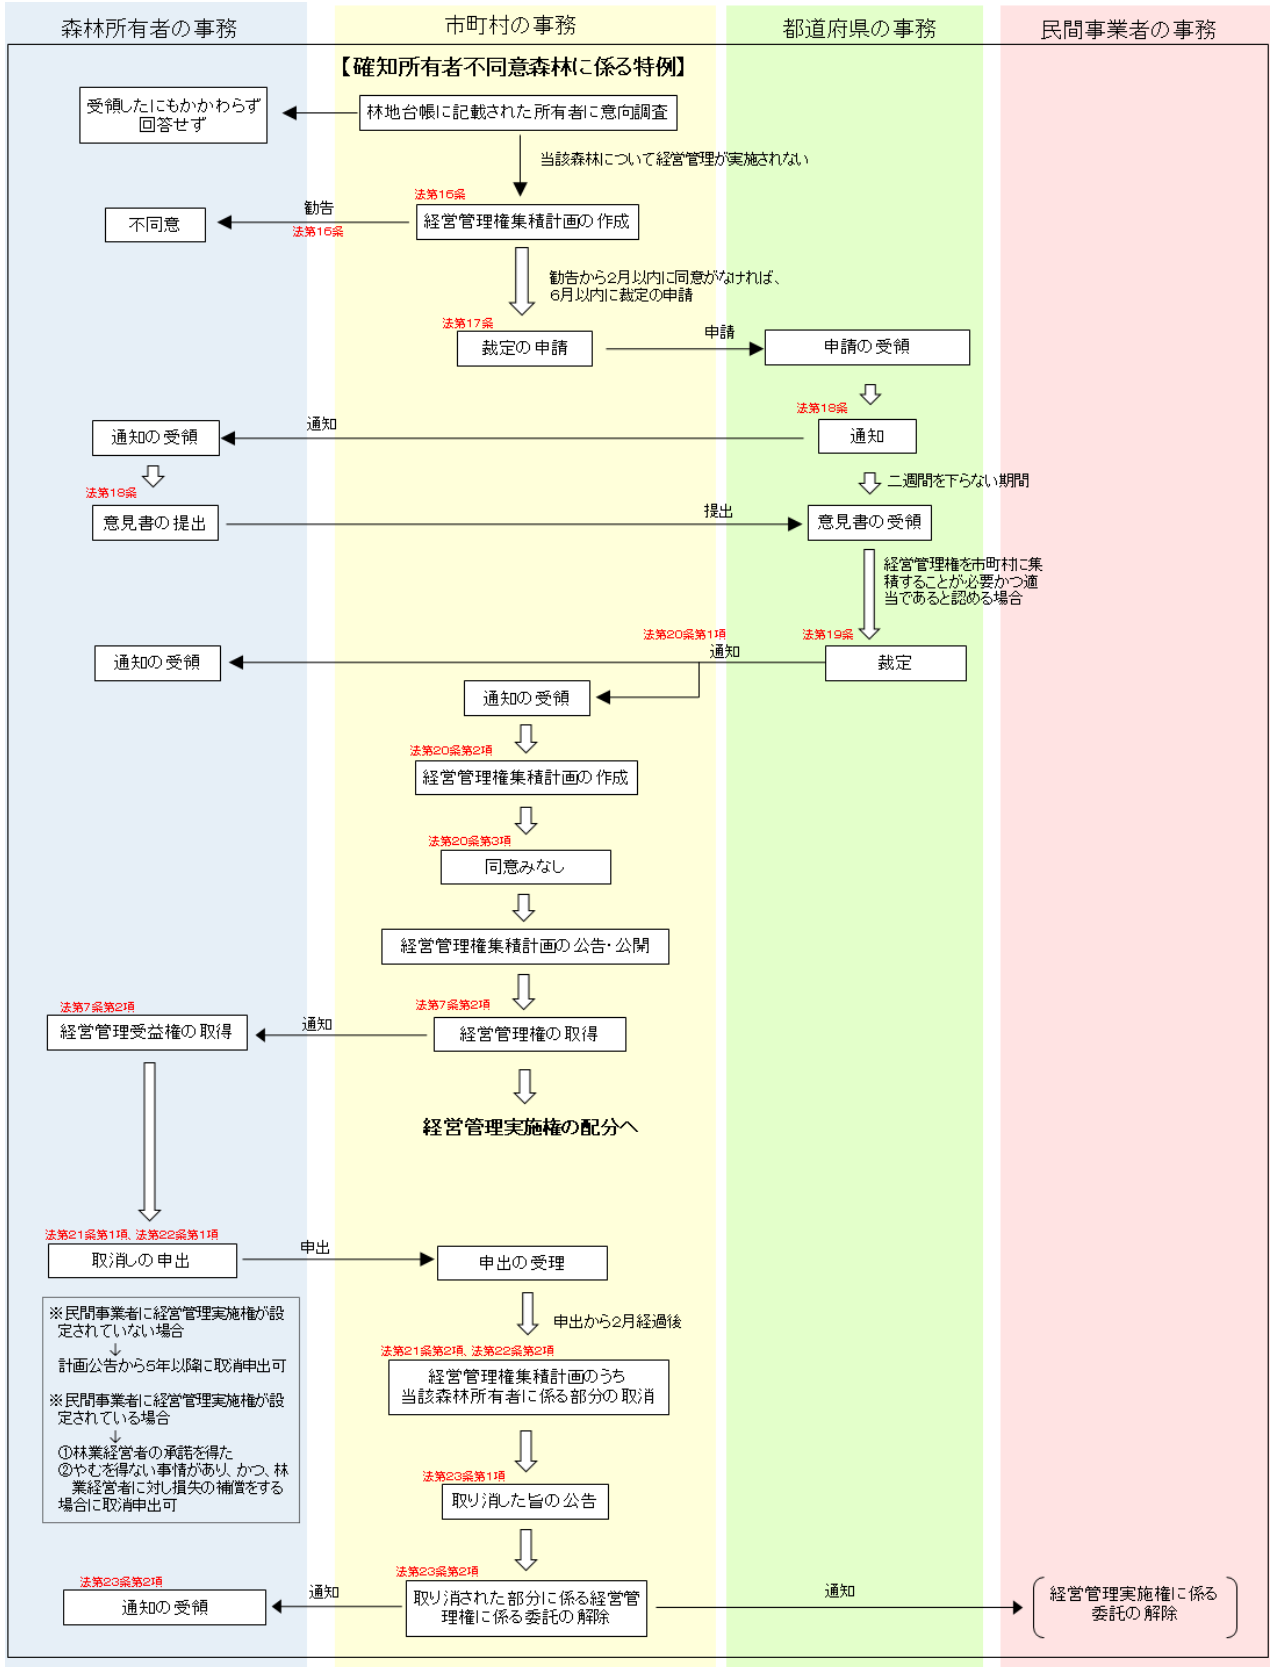 森林所有者の事務
市町村の事務
都道府県の事務
民間事業者の事務
【確知所有者不同意森林に係る特例】
受領したにもかかわらず
回答せず
林地台帳に記載された所有者に意向調査
当該森林について経営管理が実施されない
法第16条
経営管理権集積計画の作成
勧告
法第16条
不同意
勧告から2月以内に同意がなければ、
6月以内に裁定の申請
法第17条
裁定の申請
申請
申請の受領
法第18条
通知
通知
通知の受領
二週間を下らない期間
法第18条
意見書の提出
提出
意見書の受領
経営管理権を市町村に集
積することが必要かつ適
当であると認める場合
法第20条第1項
法第19条
通知
裁定
通知の受領
通知の受領
法第20条第2項
経営管理権集積計画の作成
法第20条第3項
同意みなし
経営管理権集積計画の公告・公開
法第7条第2項
法第7条第2項
経営管理受益権の取得
通知
経営管理権の取得
経営管理実施権の配分へ
法第21条第1項、法第22条第1項
取消しの申出
申出
申出の受理
申出から2月経過後
※民間事業者に経営管理実施権が設
定されていない場合
↓
計画公告から5年以降に取消申出可
※民間事業者に経営管理実施権が設
定されている場合
↓
①林業経営者の承諾を得た
②やむを得ない事情があり、かつ、林
業経営者に対し損失の補償をする
場合に取消申出可
法第21条第2項、法第22条第2項
経営管理権集積計画のうち
当該森林所有者に係る部分の取消
法第23条第1項
取り消した旨の公告
法第23条第2項
法第23条第2項
通知の受領
通知
取り消された部分に係る経営管
理権に係る委託の解除
通知
経営管理実施権に係る
委託の解除